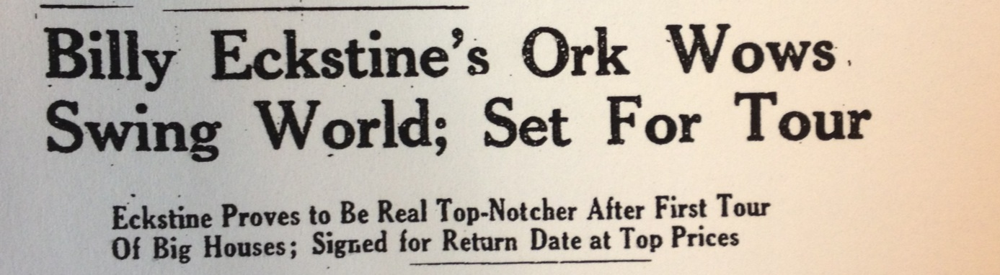 Billy Eckstine's Ork Wows
Swing World; Set For Tour
Eckstine Proves to Be Real Top-Notcher After First Tour
Of Big Houses; Signed for Return Date at Top Prices